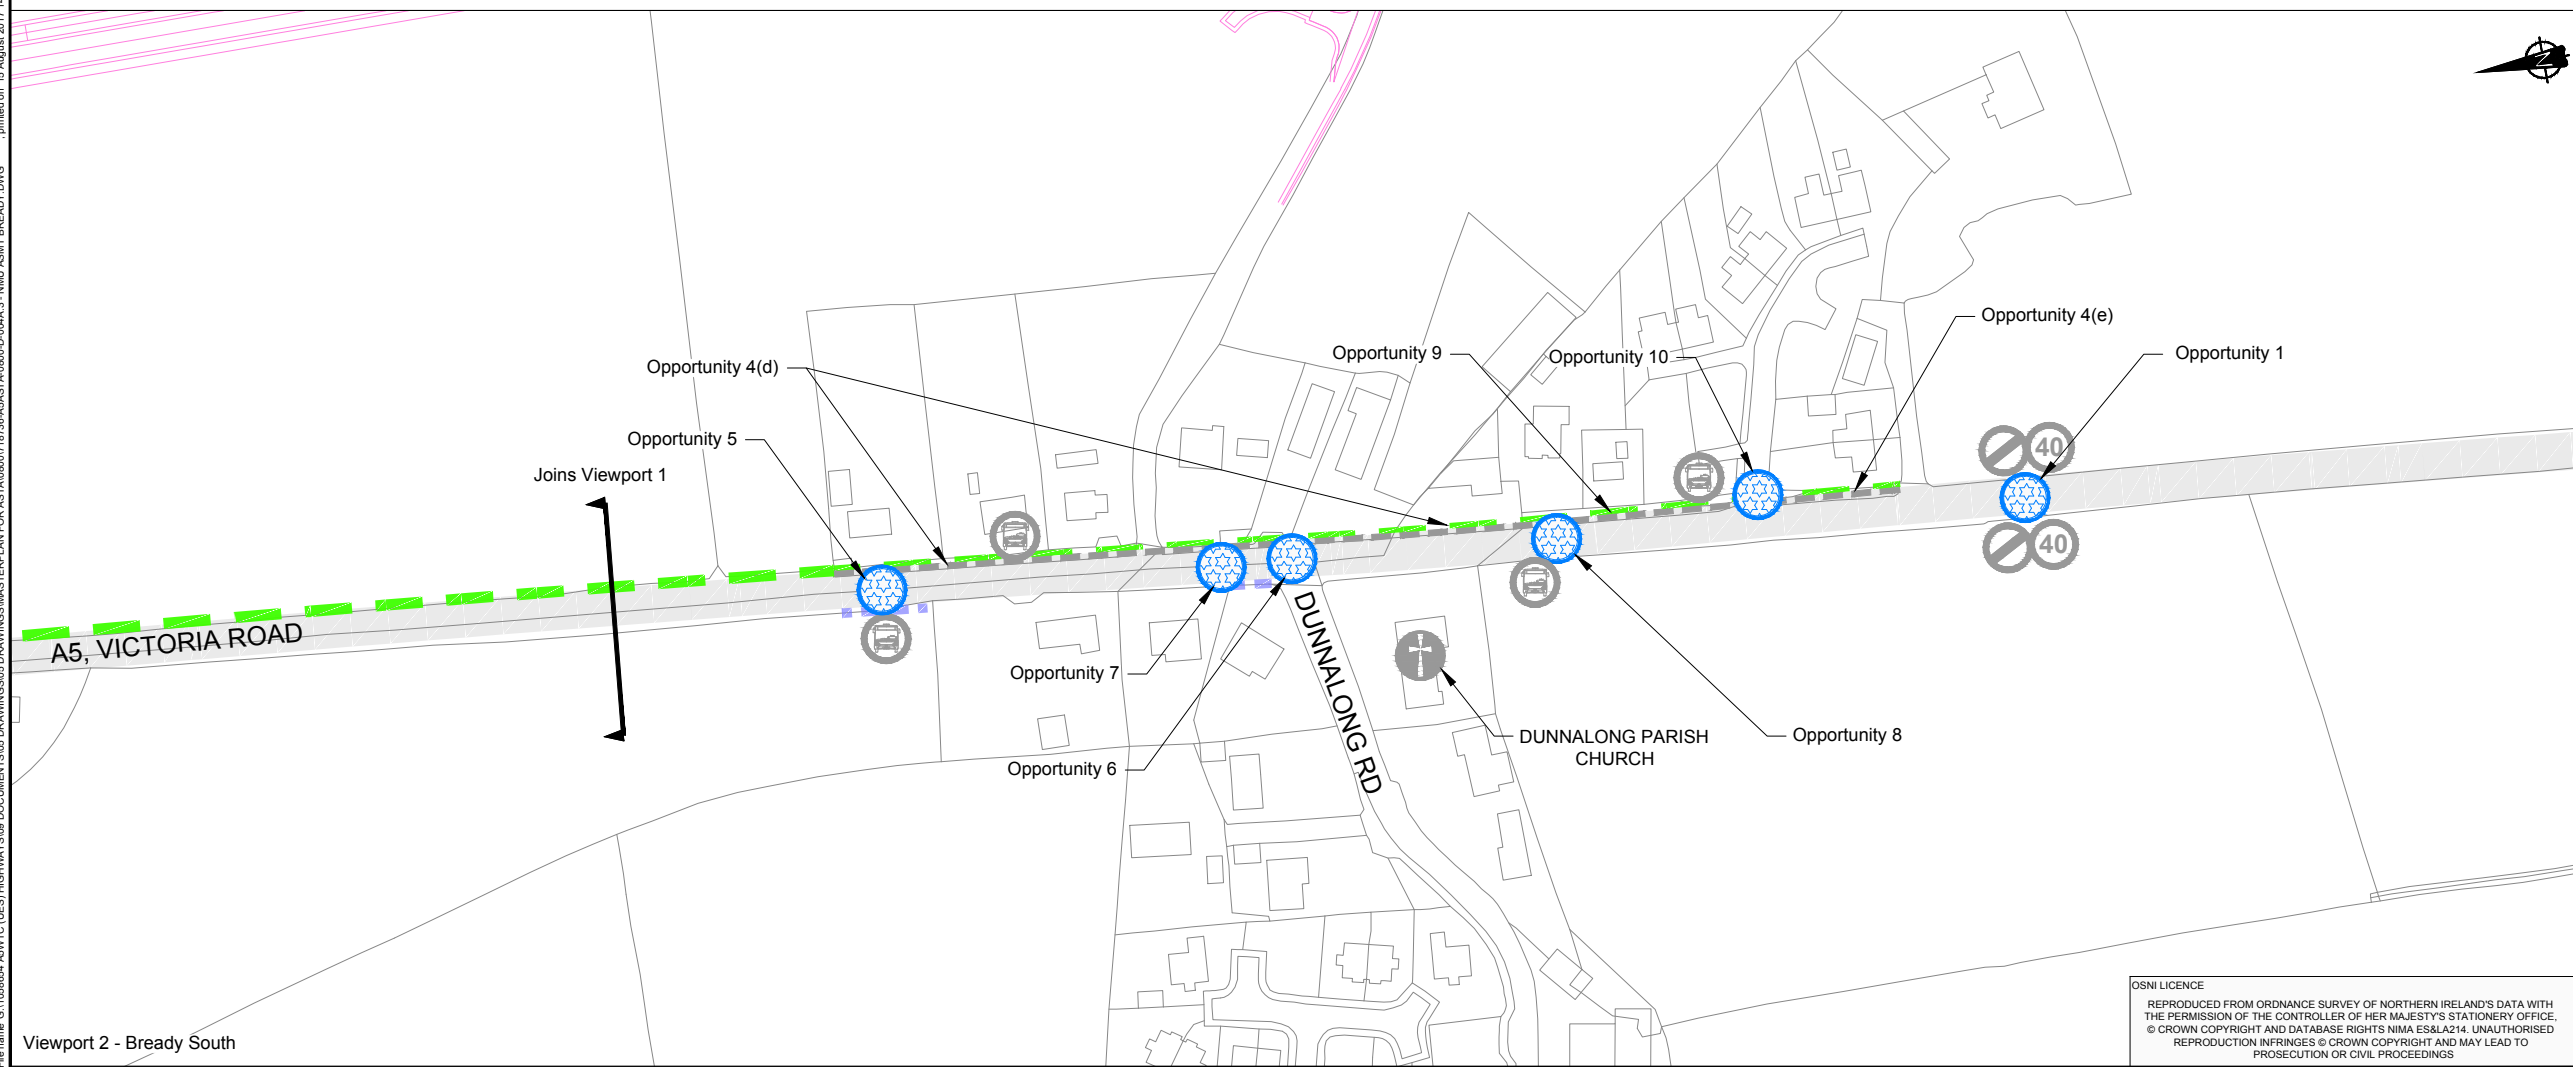 Opportunity 4(e)
Opportunity 9
Opportunity 10
Opportunity 1
Opportunity 4(d)
Opportunity 5
40
Joins Viewport 1
40
A5, VICTORIA ROAD
DUNNALONG RD
Opportunity 7
DUNNALONG PARISH
CHURCH
Opportunity 8
Opportunity 6
Viewport 2 - Bready South
OSNI LICENCE
REPRODUCED FROM ORDNANCE SURVEY OF NORTHERN IRELAND'S DATA WITH
THE PERMISSION OF THE CONTROLLER OF HER MAJESTY'S STATIONERY OFFICE,
© CROWN COPYRIGHT AND DATABASE RIGHTS NIMA ES&LA214. UNAUTHORISED
REPRODUCTION INFRINGES © CROWN COPYRIGHT AND MAY LEAD TO
PROSECUTION OR CIVIL PROCEEDINGS
N